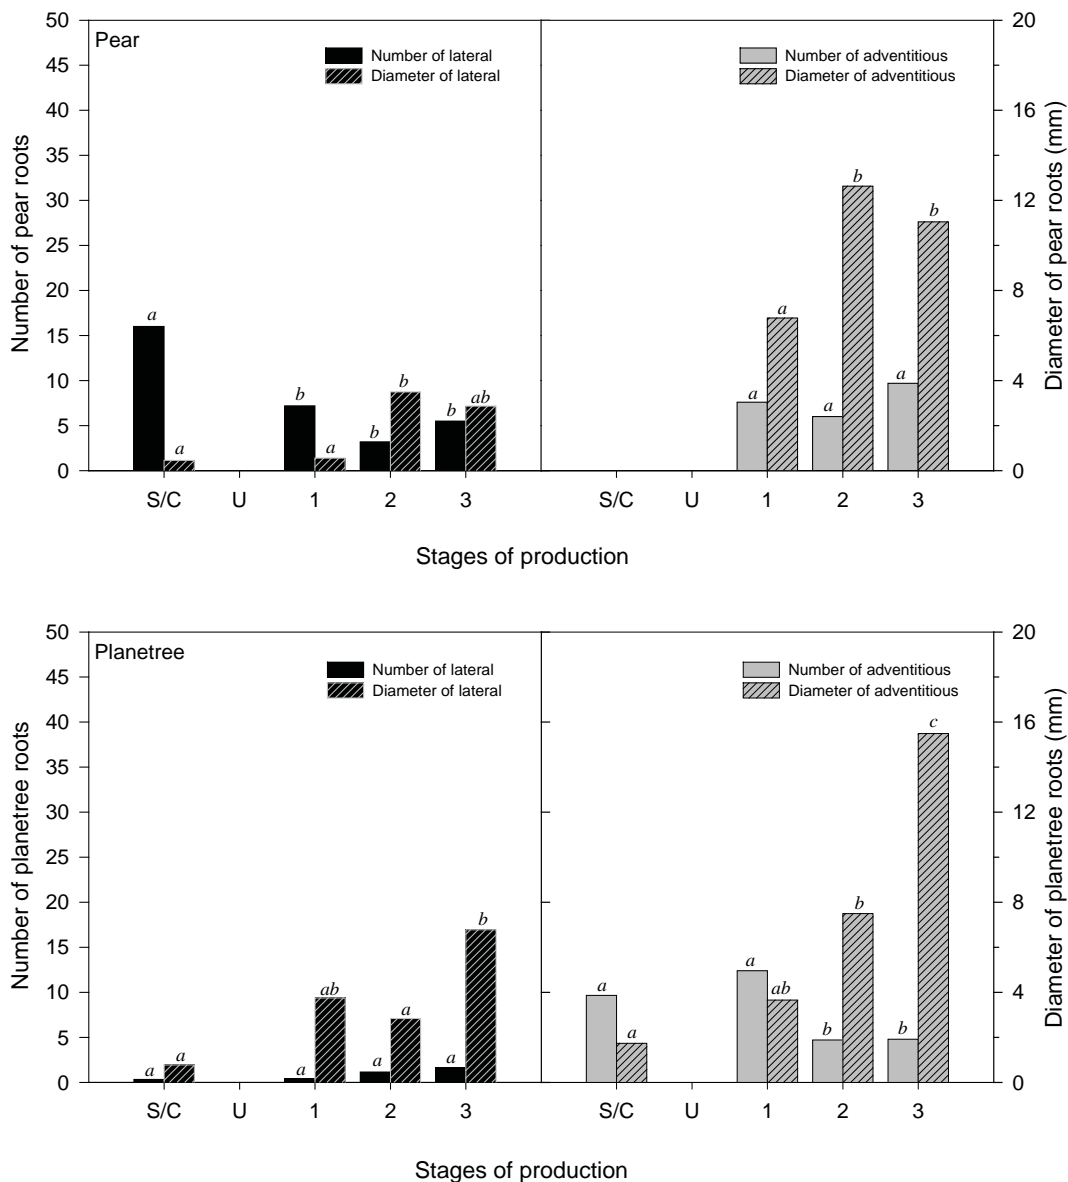 Pear
Number of lateral
Diameter of lateral
Number of adventitious
Diameter of adventitious
Number of pear roots
50
45
40
35
30
25
20
15
10
5
0
a
a
b
a
b
b
b
ab
a
a
a
b
a
b
20
16
12
8
4
0
Diameter of pear roots (mm)
S/C U 1 2 3 S/C U 1 2 3
Stages of production
Planetree
Number of lateral
Diameter of lateral
Number of adventitious
Diameter of adventitious
Number of planetree roots
50
45
40
35
30
25
20
15
10
5
0
a
a
a
ab
a
a
a
b
a
a
a
ab
b
b
b
c
20
16
12
8
4
0
Diameter of planetree roots (mm)
S/C U 1 2 3 S/C U 1 2 3
Stages of production